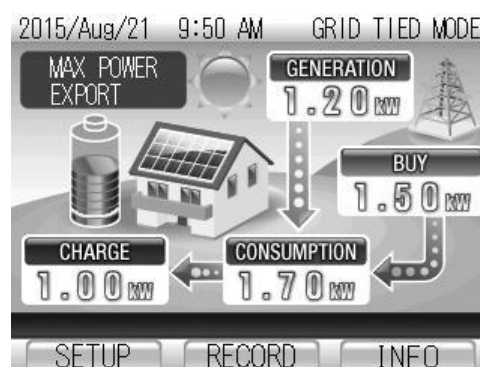 2015/Aug/21 9:50 AM GRID TIED MODE
MAX POWER
EXPORT
GENERATION
1.20 kW
BUY
1.50 kW
CHARGE
1.00 kW
CONSUMPTION
1.70 kW
SETUP RECORD INFO